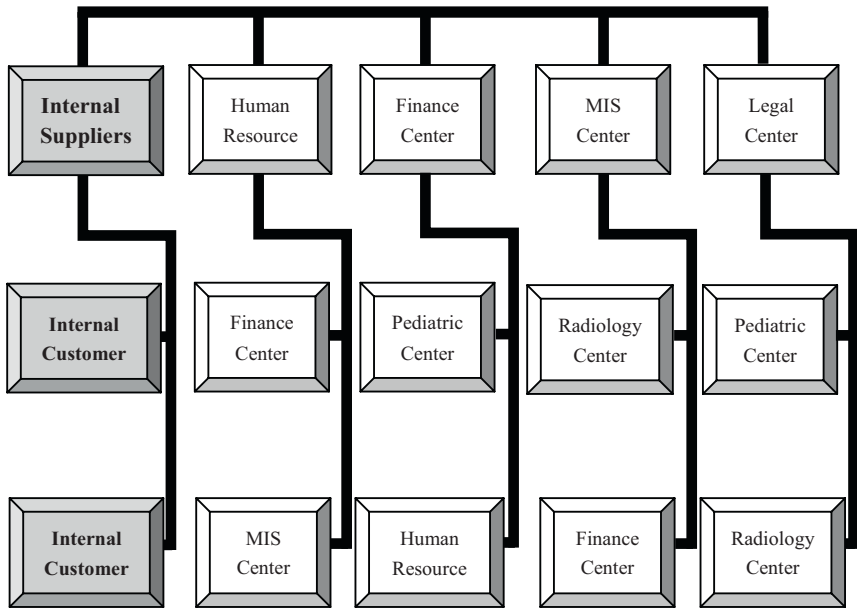 Internal
Suppliers
Human
Resource
Finance
Center
MIS
Center
Legal
Center
Internal
Customer
Finance
Center
Pediatric
Center
Radiology
Center
Pediatric
Center
Internal
Customer
MIS
Center
Human
Resource
Finance
Center
Radiology
Center